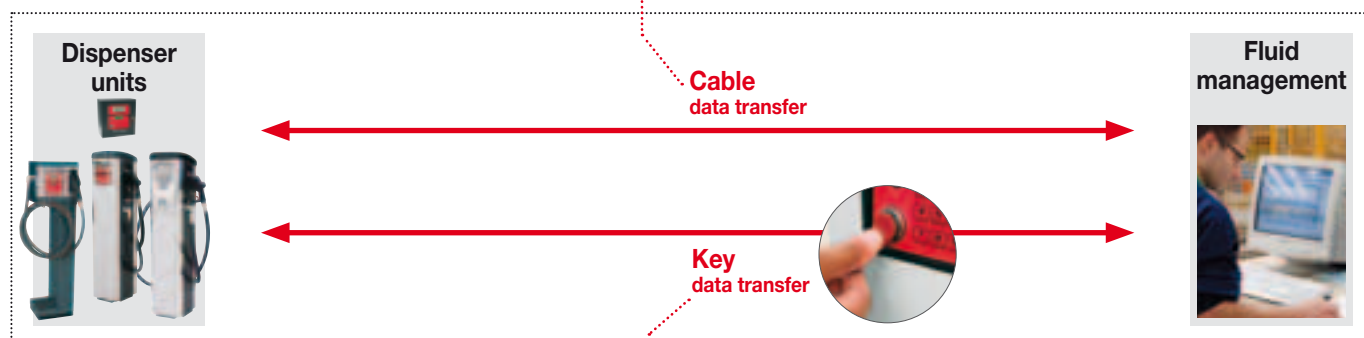 Dispenser
units
Cable
data transfer
Fluid
management
Key
data transfer